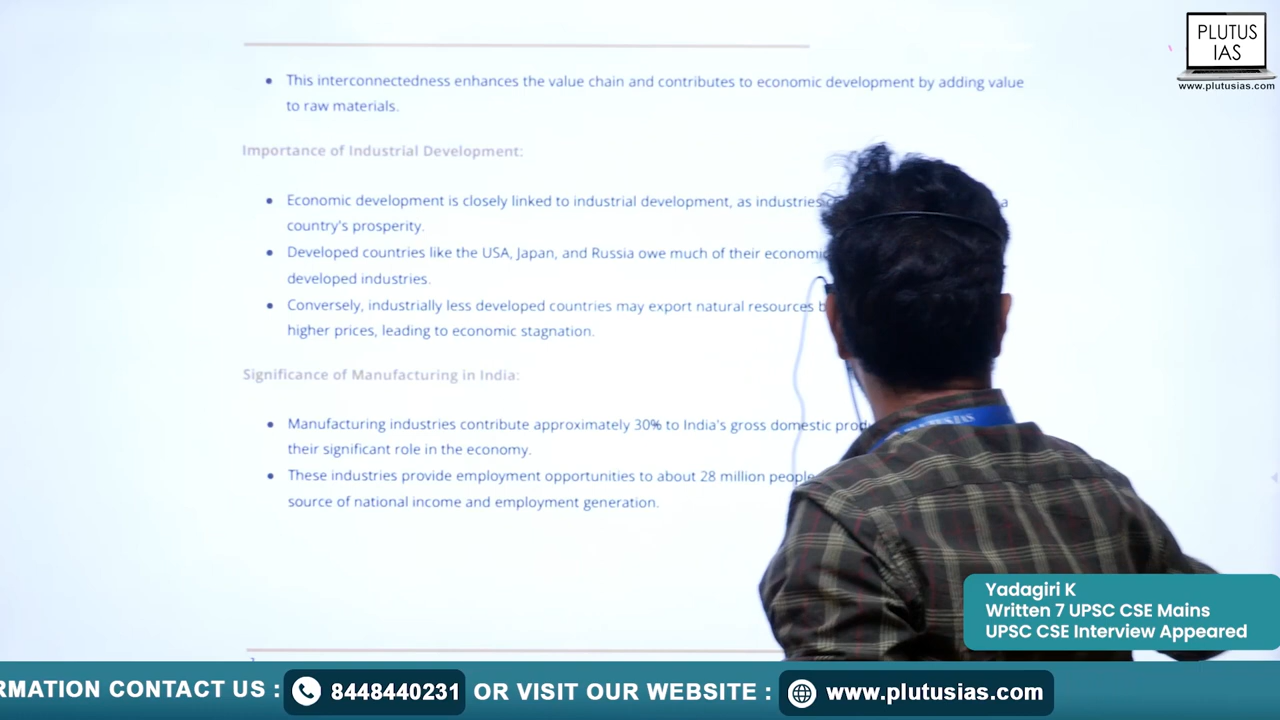 PLUTUS
IAS
www.plutusias.com
This interconnectedness enhances the value chain and contributes to economic development by adding value
to raw materials.
Importance of Industrial Development:
Economic development is closely linked to industrial development, as industries a
country's prosperity.
Developed countries like the USA, Japan, and Russia owe much of their
developed industries.
Conversely, industrially less developed countries may export natural resources
higher prices, leading to economic stagnation.
Significance of Manufacturing in India:
Manufacturing industries contribute approximately 30% to India's gross domestic
their significant role in the economy.
These industries provide employment opportunities to about 28 million people
source of national income and employment generation.
Yadagiri K
Written 7 UPSC CSE Mains
UPSC CSE Interview Appeared
RMATION CONTACT US : 8448440231 OR VISIT OUR WEBSITE : www.plutusias.com